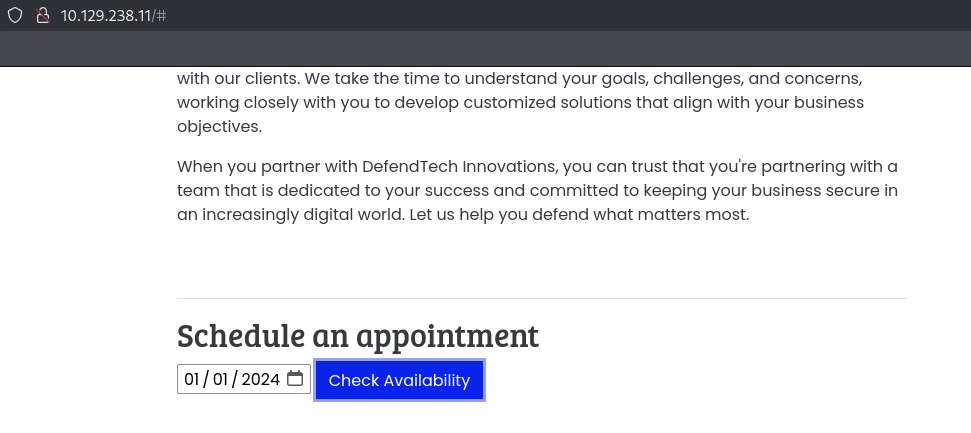 10.129.238.11/#
with our clients. We take the time to understand your goals, challenges, and concerns,
working closely with you to develop customized solutions that align with your business
objectives.
When you partner with DefendTech Innovations, you can trust that you're partnering with a
team that is dedicated to your success and committed to keeping your business secure in
an increasingly digital world. Let us help you defend what matters most.
Schedule an appointment
01 / 01 / 2024 Check Availability